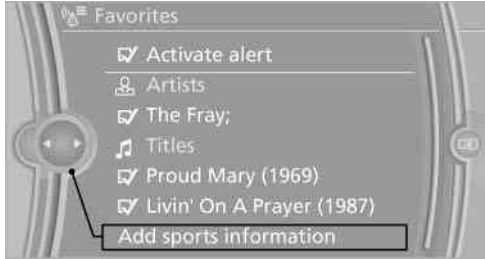 Favorites
Activate alert
Artists
The Fray;
Titles
Proud Mary (1969)
Livin' On A Prayer (1987)
Add sports information